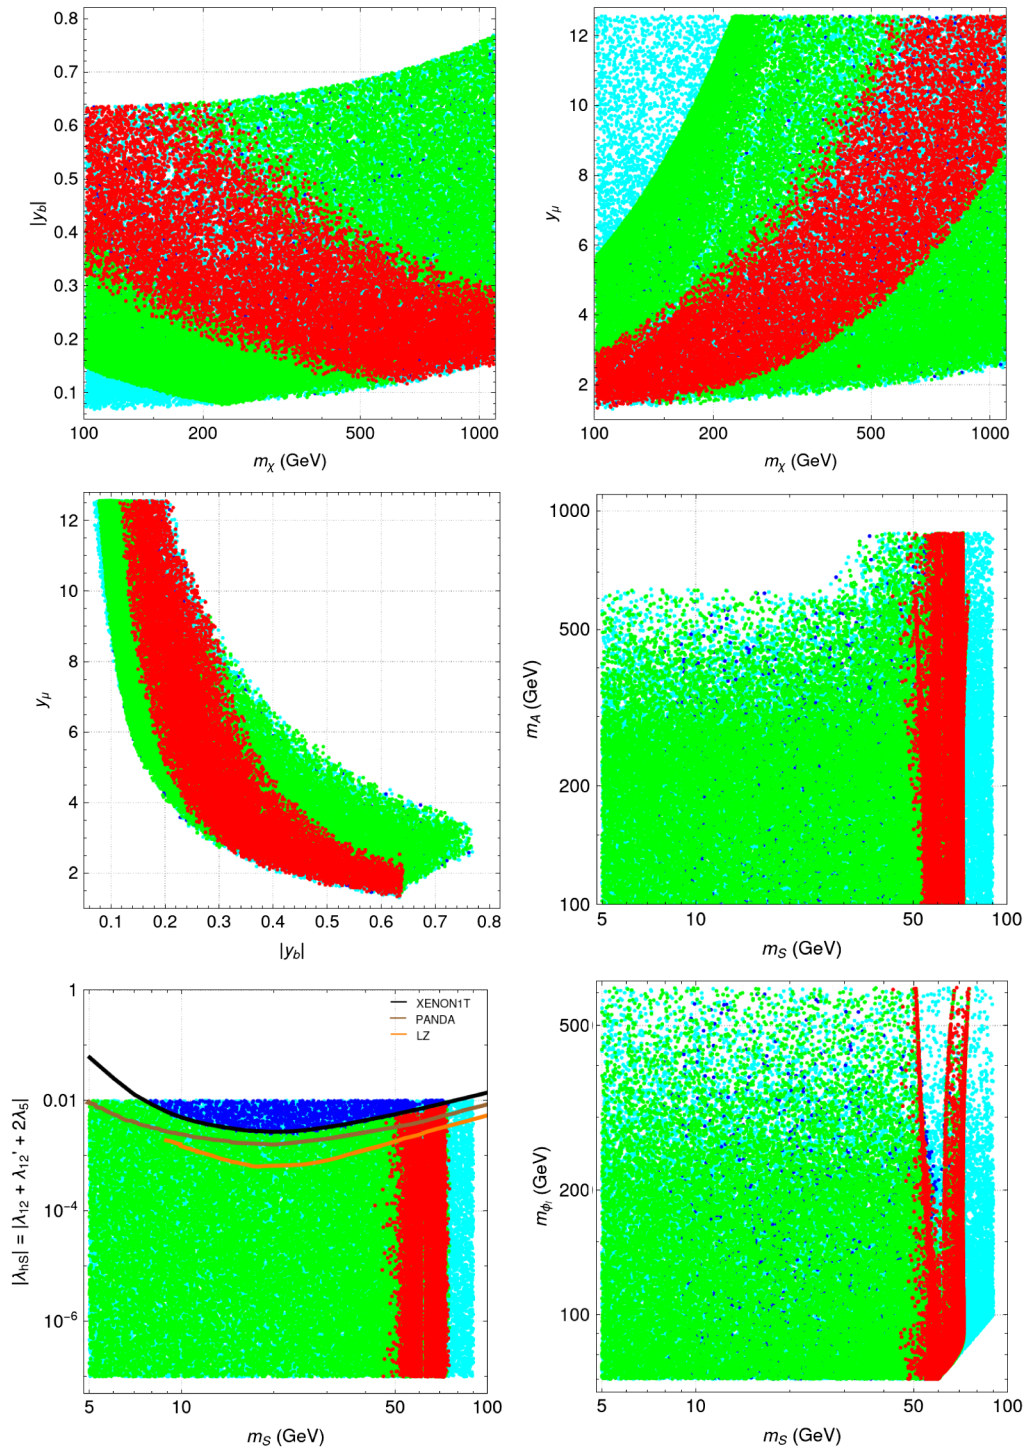 0.8
0.7
0.6
0.5
0.4
0.3
0.2
0.1
|y_b|
100 200 500 1000
m_χ (GeV)
12
10
8
6
4
2
y_μ
100 200 500 1000
m_χ (GeV)
12
10
8
6
4
2
y_μ
0.1 0.2 0.3 0.4 0.5 0.6 0.7 0.8
|y_b|
1000
500
200
100
m_A (GeV)
5 10 50 100
m_S (GeV)
1
0.01
10⁻⁴
10⁻⁶
|λ_hS| = |λ_12 + λ_12' + 2λ_5|
XENON1T
PANDA
LZ
5 10 50 100
m_S (GeV)
500
200
100
m_ϕ_l (GeV)
5 10 50 100
m_S (GeV)